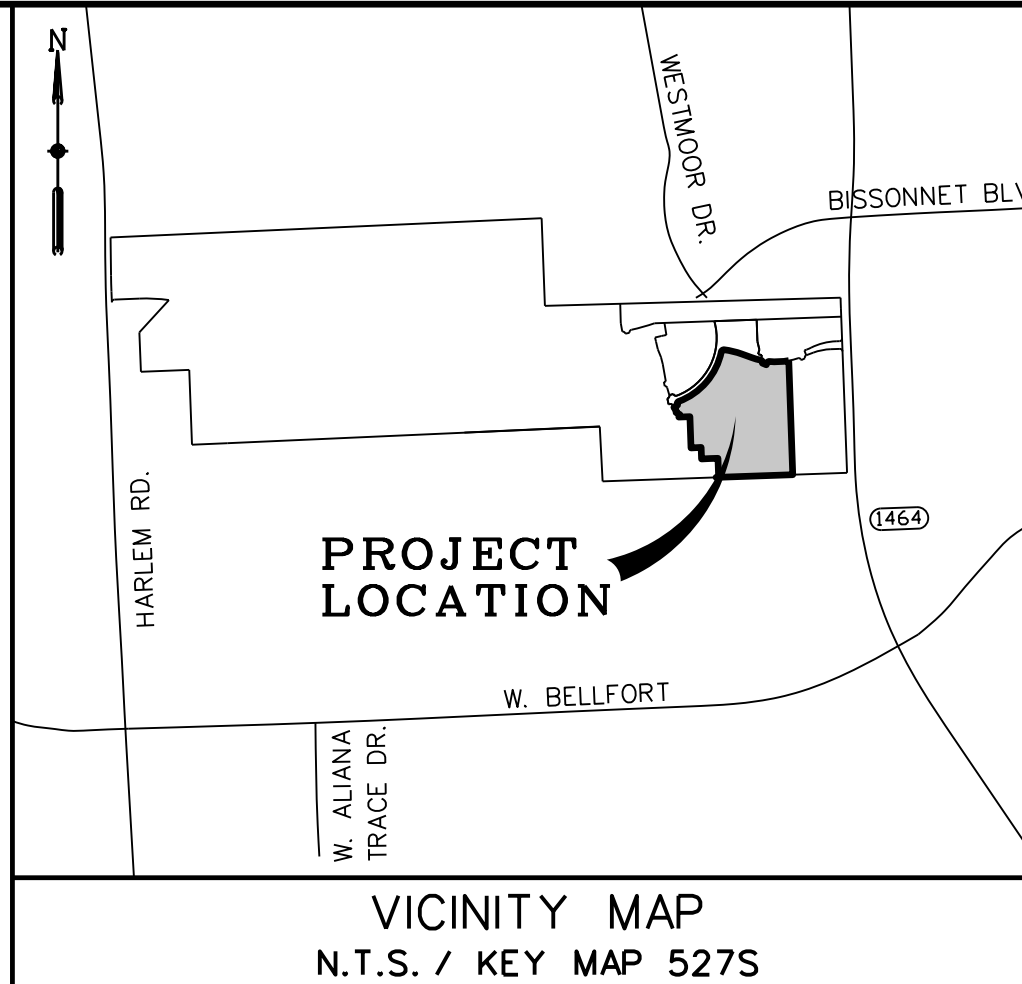 N
WESTMOOR DR.
BISSONNET BLV
1464
HARLEM RD.
PROJECT
LOCATION
W. BELLFORT
W. ALIANA
TRACE DR.
VICINITY MAP
N.T.S. / KEY MAP 527S